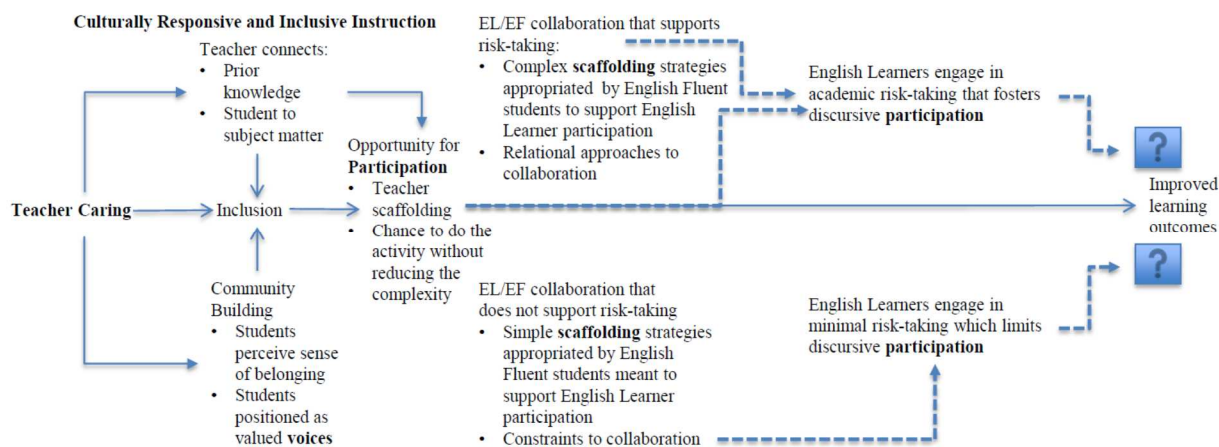 Culturally Responsive and Inclusive Instruction
Teacher connects:
• Prior
knowledge
• Student to
subject matter
Teacher Caring
Inclusion
Community
Building
• Students
perceive sense
of belonging
• Students
positioned as
valued voices
Opportunity for
Participation
• Teacher
scaffolding
• Chance to do the
activity without
reducing the
complexity
EL/EF collaboration that supports
risk-taking:
• Complex scaffolding strategies
appropriated by English Fluent
students to support English
Learner participation
• Relational approaches to
collaboration
EL/EF collaboration that
does not support risk-taking
• Simple scaffolding strategies
appropriated by English
Fluent students meant to
support English Learner
participation
• Constraints to collaboration
English Learners engage in
academic risk-taking that fosters
discursive participation
English Learners engage in
minimal risk-taking which limits
discursive participation
?
Improved
learning
outcomes
?